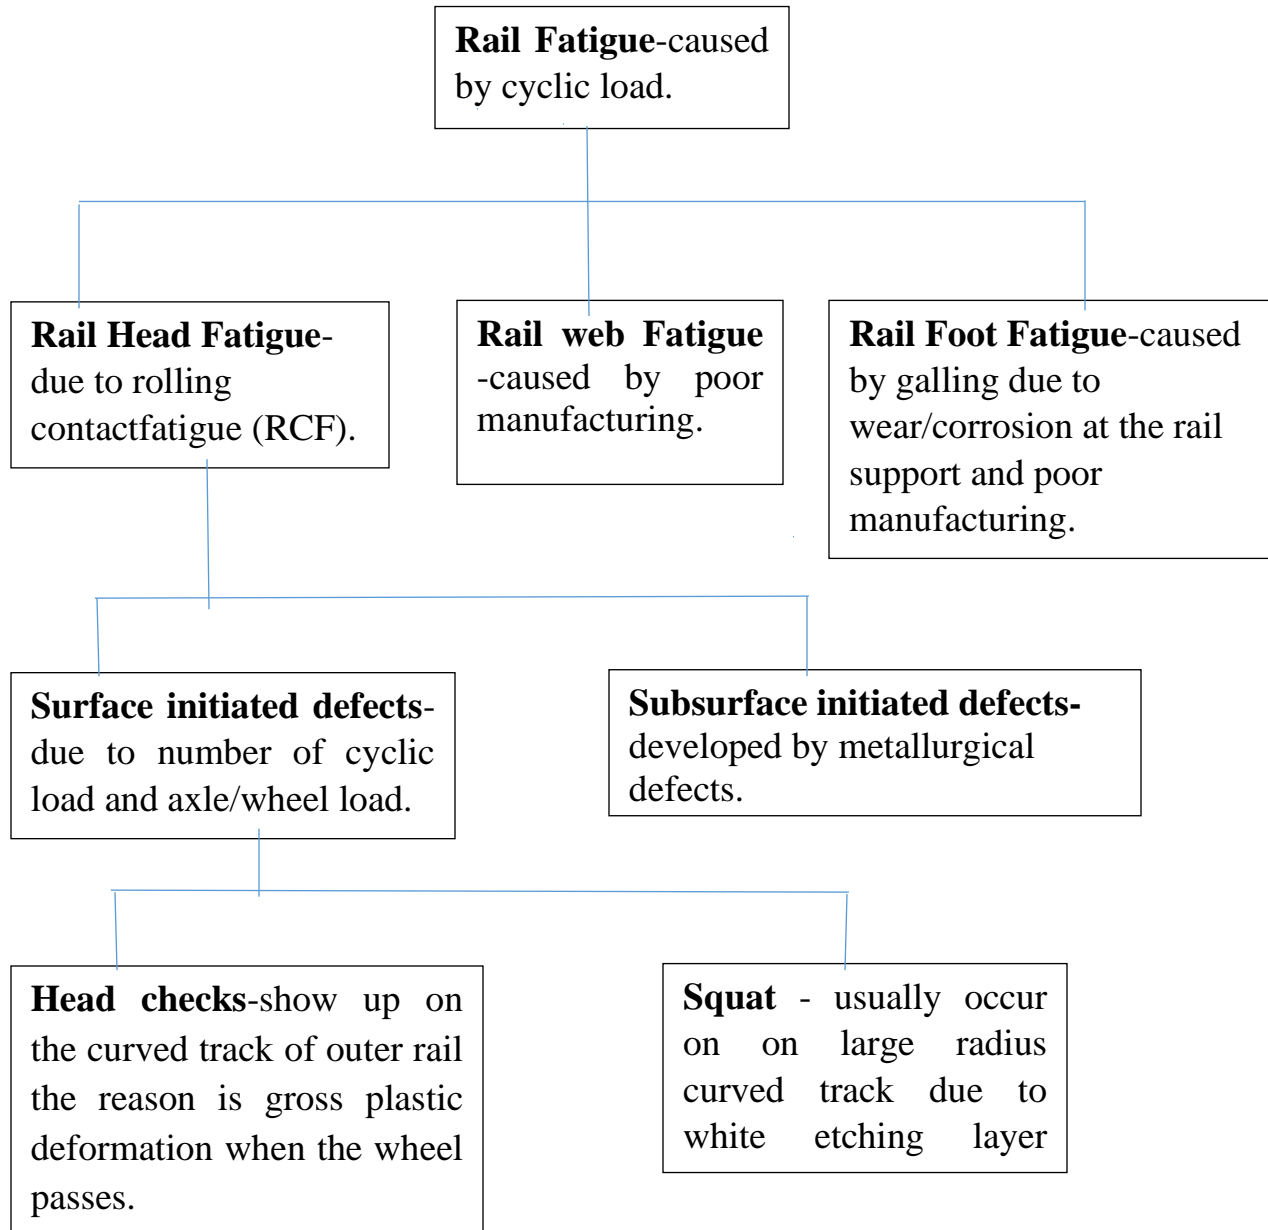 Rail Fatigue-caused
by cyclic load.
Rail Head Fatigue-
due to rolling
contactfatigue (RCF).
Rail web Fatigue
-caused by poor
manufacturing.
Rail Foot Fatigue-caused
by galling due to
wear/corrosion at the rail
support and poor
manufacturing.
Surface initiated defects-
due to number of cyclic
load and axle/wheel load.
Subsurface initiated defects-
developed by metallurgical
defects.
Head checks-show up on
the curved track of outer rail
the reason is gross plastic
deformation when the wheel
passes.
Squat - usually occur
on on large radius
curved track due to
white etching layer